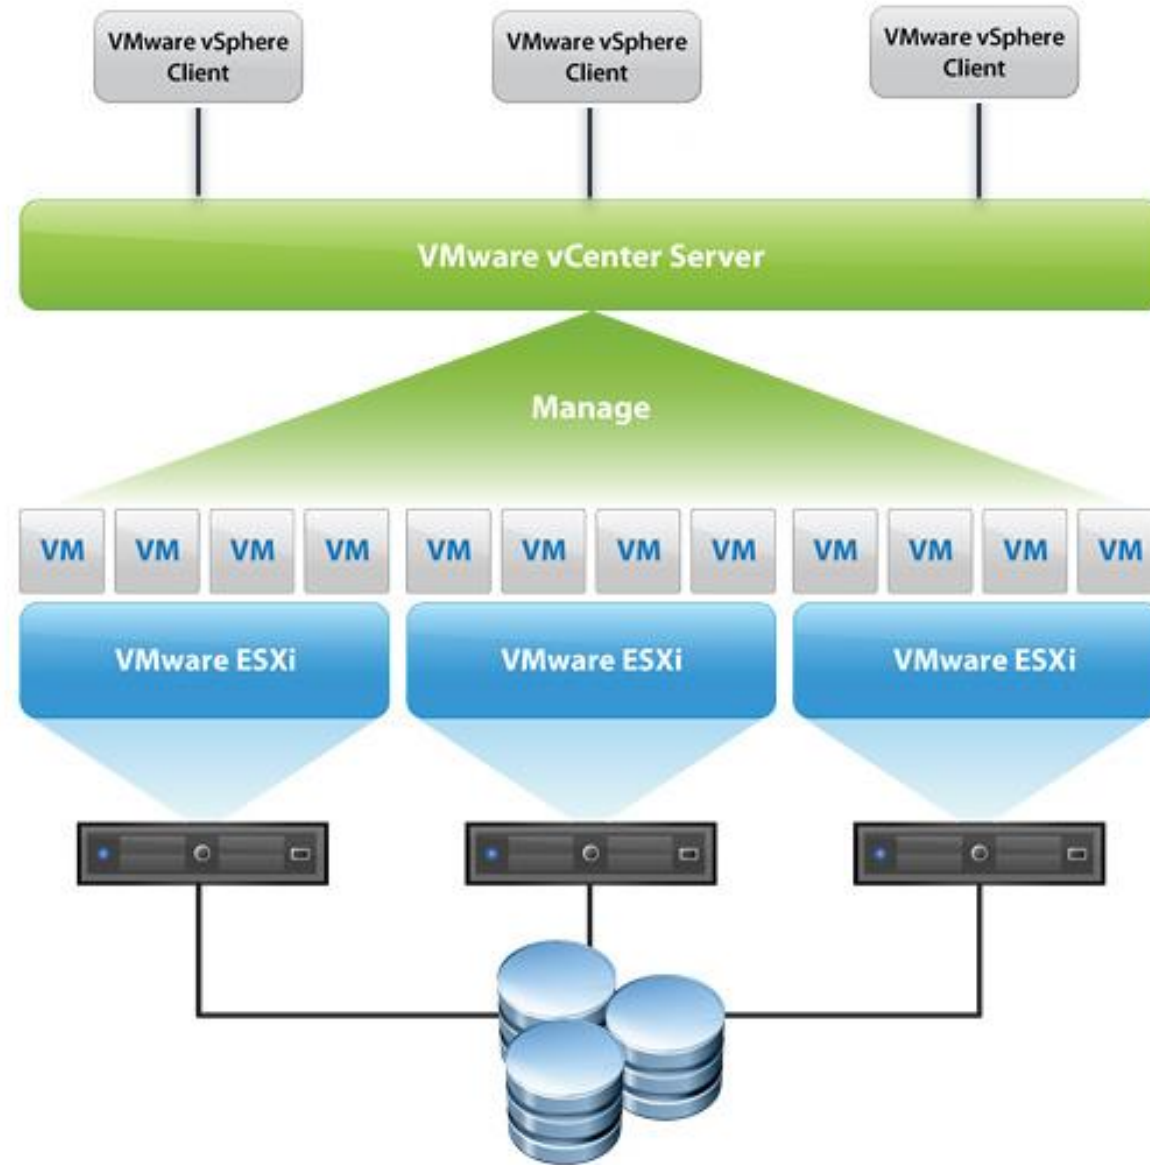 VMware vSphere
Client
VMware vSphere
Client
VMware vSphere
Client
VMware vCenter Server
Manage
VM VM VM VM VM VM VM VM VM VM VM VM
VMware ESXi VMware ESXi VMware ESXi